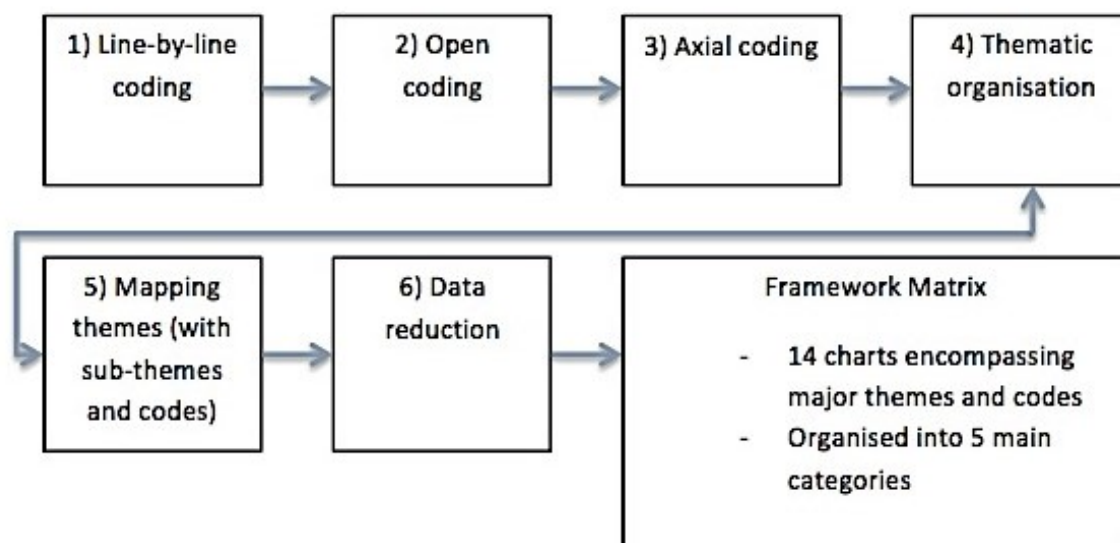 1) Line-by-line
coding
2) Open
coding
3) Axial coding
4) Thematic
organisation
5) Mapping
themes (with
sub-themes
and codes)
6) Data
reduction
Framework Matrix
- 14 charts encompassing
major themes and codes
- Organised into 5 main
categories